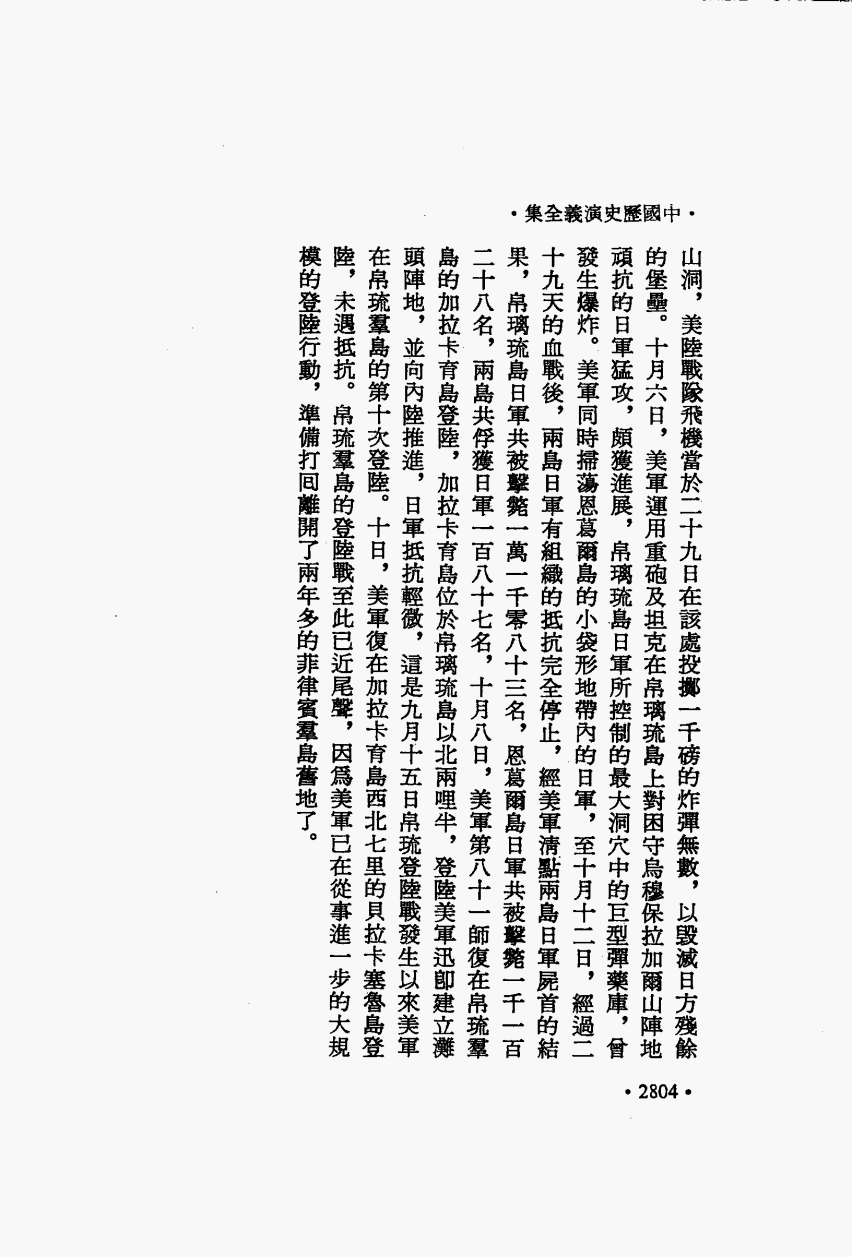 •中國歷史演義全集•
山洞，美陸戰隊飛機當於二十九日在該處投擲一千磅的炸彈無數，以毀滅日方殘餘
的堡壘。十月六日，美軍運用重砲及坦克在帛璃琉島上對困守烏穆保拉加爾山陣地
頑抗的日軍猛攻，頗獲進展，帛璃琉島日軍所控制的最大洞穴中的巨型彈藥庫，曾
發生爆炸。美軍同時掃蕩恩葛爾島的小袋形地帶內的日軍，至十月十二日，經過二
十九天的血戰後，兩島日軍有組織的抵抗完全停止，經美軍清點兩島日軍屍首的結
果，帛璃琉島日軍共被擊斃一萬一千零八十三名，恩葛爾島日軍共被擊斃一千一百
二十八名，兩島共俘獲日軍一百八十七名，十月八日，美軍第八十一師復在帛琉羣
島的加拉卡育島登陸，加拉卡育島位於帛璃琉島以北兩哩半，登陸美軍迅卽建立灘
頭陣地，並向內陸推進，日軍抵抗輕微，這是九月十五日帛琉登陸戰發生以來美軍
在帛琉羣島的第十次登陸。十日，美軍復在加拉卡育島西北七里的貝拉卡塞魯島登
陸，未遇抵抗。帛琉羣島的登陸戰至此已近尾聲，因爲美軍已在從事進一步的大規
模的登陸行動，準備打回離開了兩年多的菲律賓羣島舊地了。
•2804•